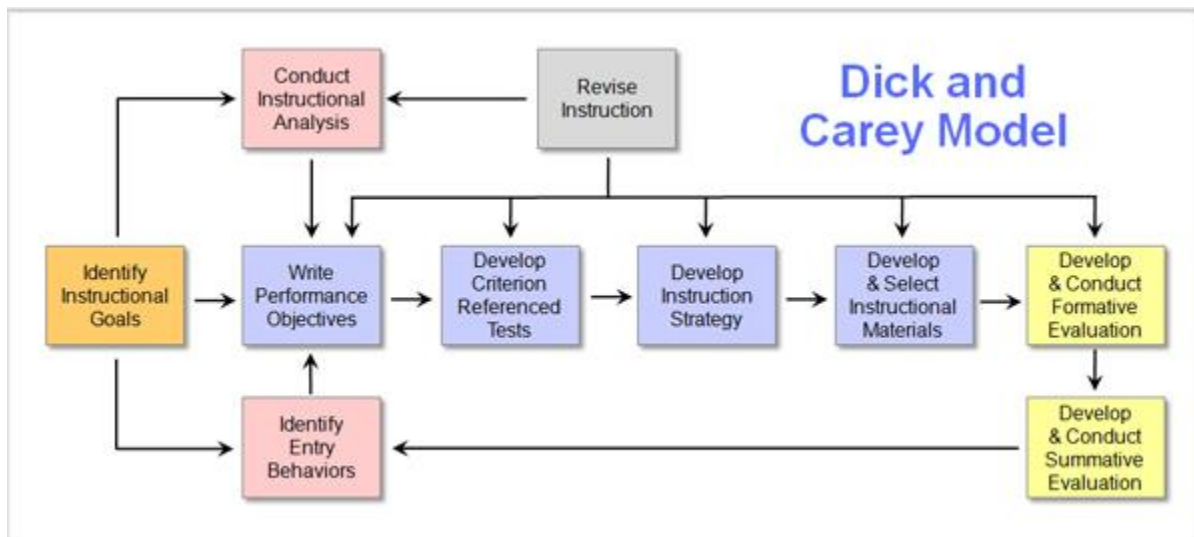 Conduct
Instructional
Analysis
Revise
Instruction
Dick and
Carey Model
Identify
Instructional
Goals
Write
Performance
Objectives
Develop
Criterion
Referenced
Tests
Develop
Instruction
Strategy
Develop
& Select
Instructional
Materials
Develop
& Conduct
Formative
Evaluation
Identify
Entry
Behaviors
Develop
& Conduct
Summative
Evaluation